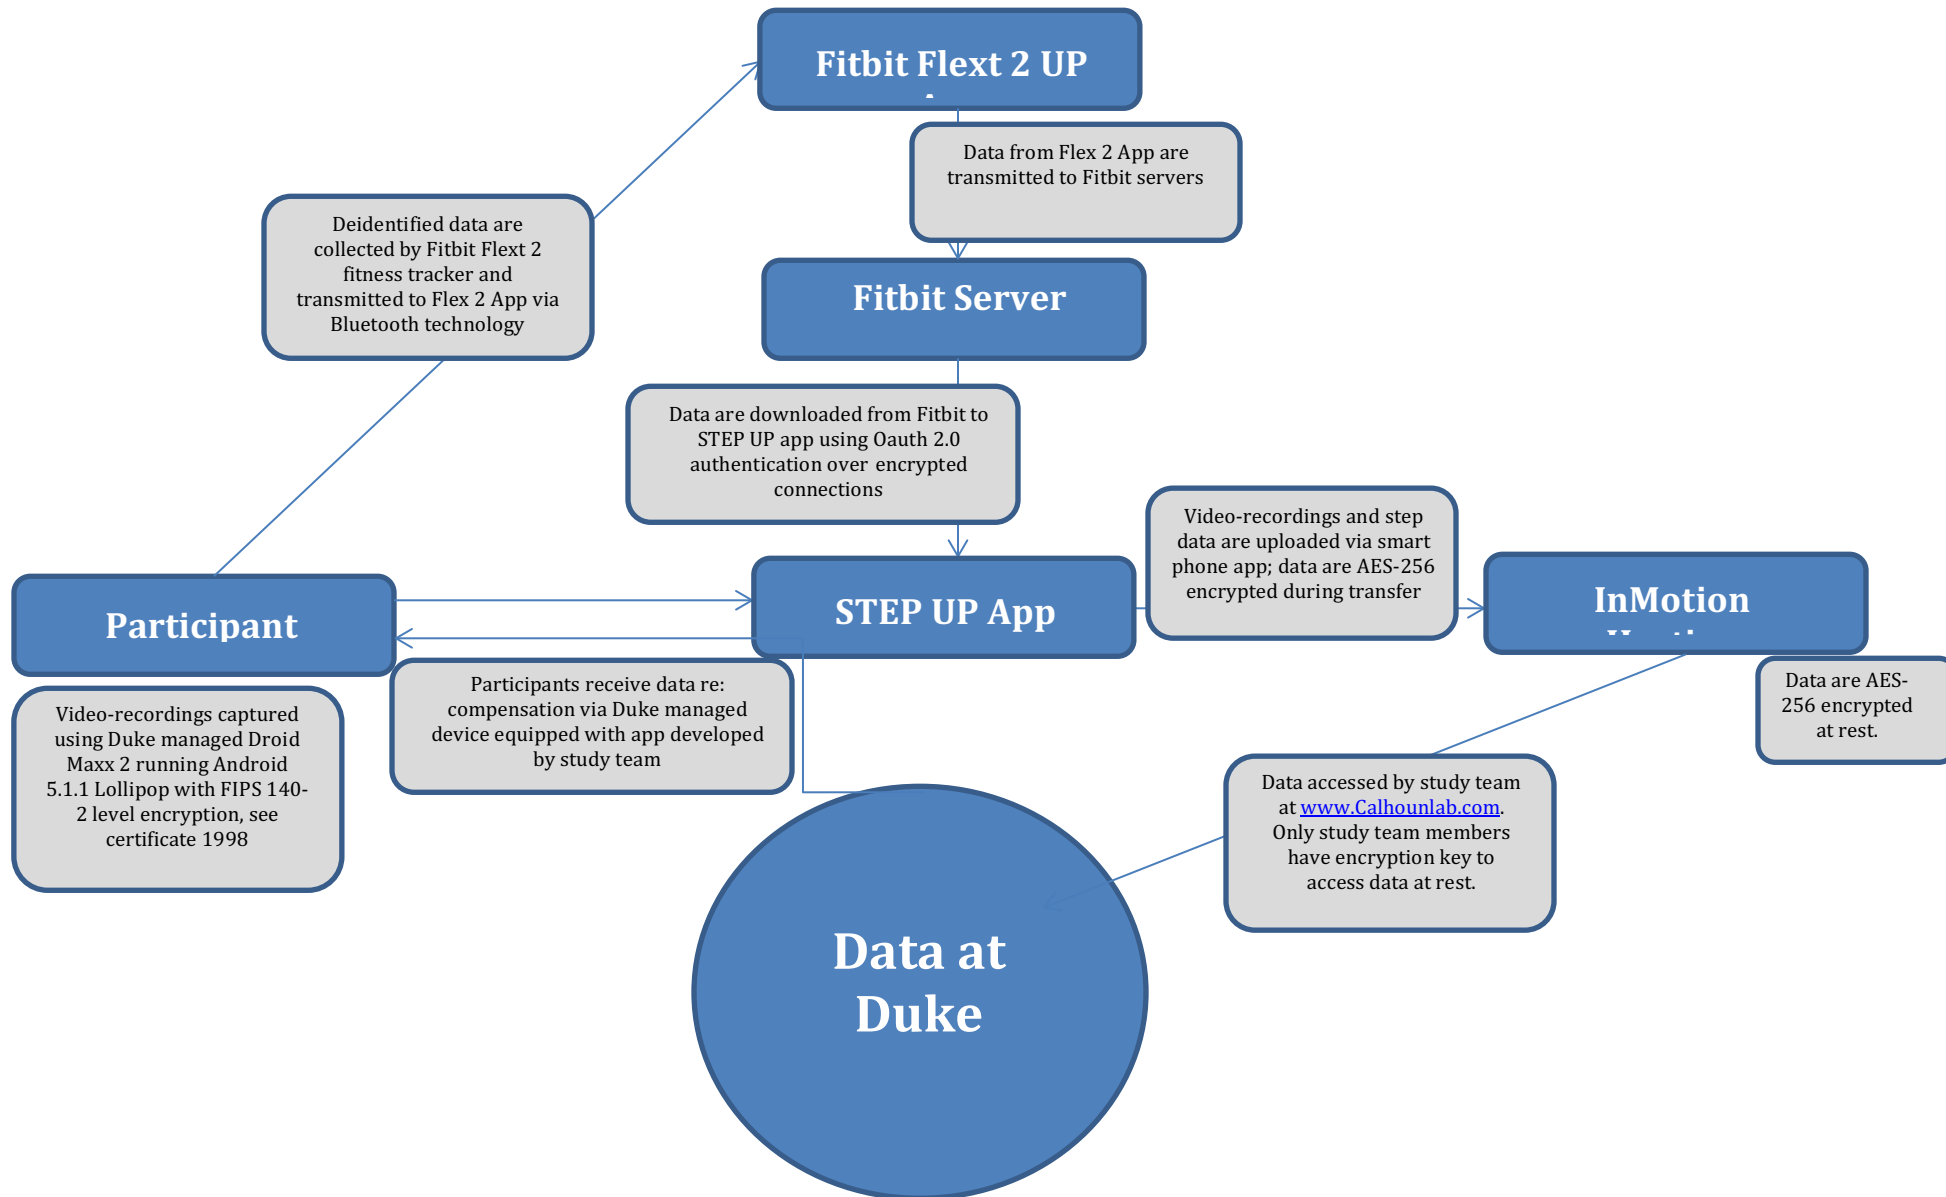 Fitbit Flext 2 UP
Data from Flex 2 App are
transmitted to Fitbit servers
Deidentified data are
collected by Fitbit Flext 2
fitness tracker and
transmitted to Flex 2 App via
Bluetooth technology
Fitbit Server
Data are downloaded from Fitbit to
STEP UP app using Oauth 2.0
authentication over encrypted
connections
Video-recordings and step
data are uploaded via smart
phone app; data are AES-256
encrypted during transfer
Participant
STEP UP App
InMotion
Video-recordings captured
using Duke managed Droid
Maxx 2 running Android
5.1.1 Lollipop with FIPS 140-
2 level encryption, see
certificate 1998
Participants receive data re:
compensation via Duke managed
device equipped with app developed
by study team
Data are AES-
256 encrypted
at rest.
Data accessed by study team
at www.Calhounlab.com.
Only study team members
have encryption key to
access data at rest.
Data at
Duke